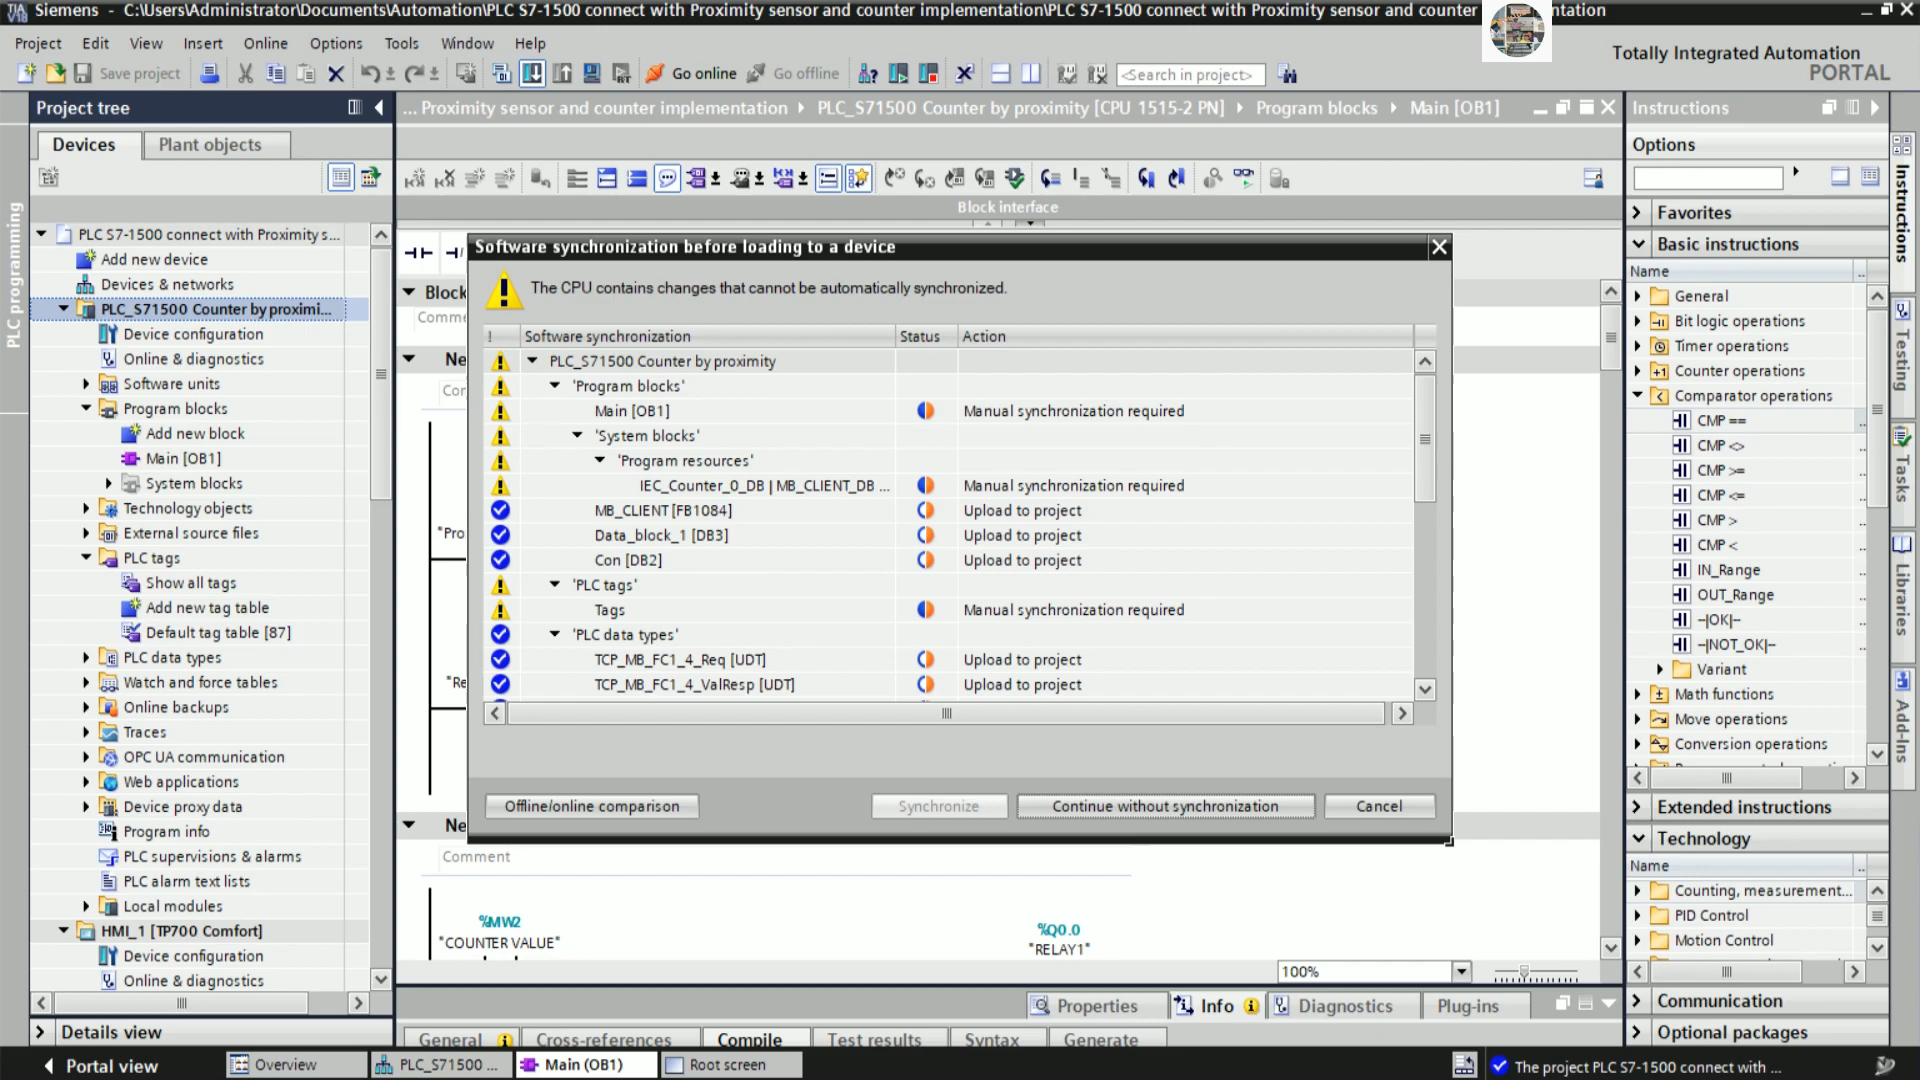 Siemens - C:\Users\Administrator\Documents\Automation\PLC S7-1500 connect with Proximity sensor and counter implementation\PLC S7-1500 connect with Proximity sensor and counter
Project Edit View Insert Online Options Tools Window Help
Totally Integrated Automation
PORTAL
Save project
Go online
Go offline
<Search in project>
Project tree
Devices
Plant objects
PLC programming
PLC S7-1500 connect with Proximity s...
Add new device
Devices & networks
PLC_S71500 Counter by proximi...
Device configuration
Online & diagnostics
Software units
Program blocks
Add new block
Main [OB1]
System blocks
Technology objects
External source files
PLC tags
Show all tags
Add new tag table
Default tag table [87]
PLC data types
Watch and force tables
Online backups
Traces
OPC UA communication
Web applications
Device proxy data
Program info
PLC supervisions & alarms
PLC alarm text lists
Local modules
HMI_1 [TP700 Comfort]
Device configuration
Online & diagnostics
Details view
... Proximity sensor and counter implementation PLC_S71500 Counter by proximity [CPU 1515-2 PN] Program blocks Main [OB1]
Block interface
Block
Comme
Ne
Cor
"Pro
"Re
Software synchronization before loading to a device
The CPU contains changes that cannot be automatically synchronized.
! Software synchronization Status Action
PLC_S71500 Counter by proximity
'Program blocks'
Main [OB1] Manual synchronization required
'System blocks'
'Program resources'
IEC_Counter_0_DB | MB_CLIENT_DB ... Manual synchronization required
MB_CLIENT [FB1084] Upload to project
Data_block_1 [DB3] Upload to project
Con [DB2] Upload to project
'PLC tags'
Tags Manual synchronization required
'PLC data types'
TCP_MB_FC1_4_Req [UDT] Upload to project
TCP_MB_FC1_4_ValResp [UDT] Upload to project
Offline/online comparison
Synchronize
Continue without synchronization
Cancel
Ne
Comment
%MW2
"COUNTER VALUE"
%Q0.0
"RELAY1"
100%
Properties
Info
Diagnostics
Plug-ins
General Cross-references Compile Test results Syntax Generate
Instructions
Options
Favorites
Basic instructions
Name ..
General
Bit logic operations
Timer operations
Counter operations
Comparator operations
CMP ==
CMP <>
CMP >=
CMP <=
CMP >
CMP <
IN_Range
OUT_Range
--|OK|--
--|NOT_OK|--
Variant
Math functions
Move operations
Conversion operations
Extended instructions
Technology
Name ..
Counting, measurement...
PID Control
Motion Control
Communication
Optional packages
Instructions
Testing
Tasks
Libraries
Add-Ins
Portal view
Overview
PLC_S71500 ...
Main (OB1)
Root screen
The project PLC S7-1500 connect with ...